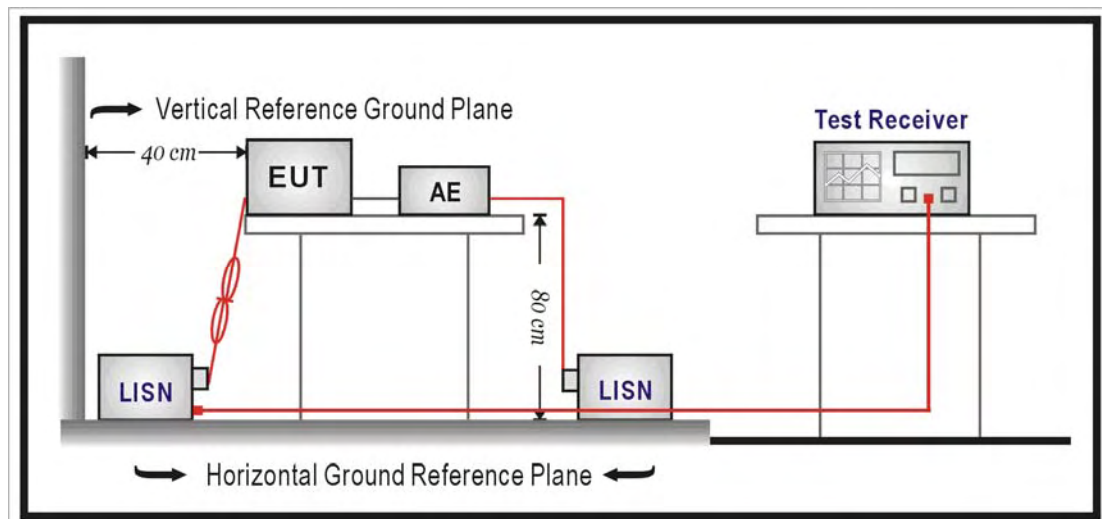 Vertical Reference Ground Plane
Test Receiver
40 cm
EUT
AE
80 cm
LISN
LISN
Horizontal Ground Reference Plane